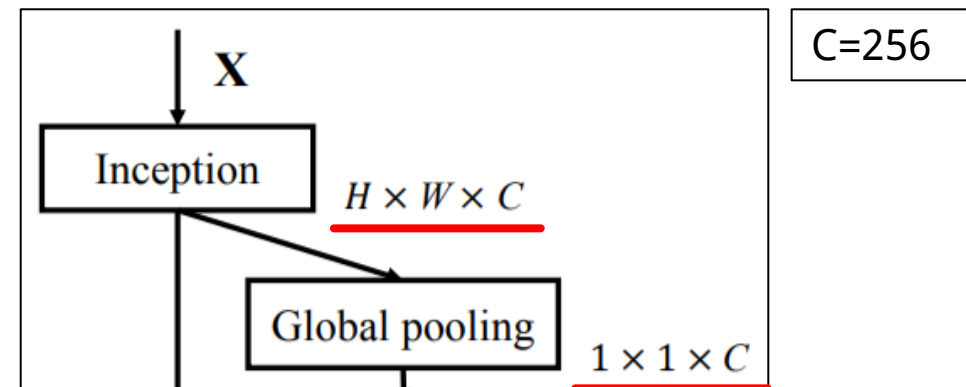 X
C=256
Inception
H × W × C
Global pooling
1 × 1 × C